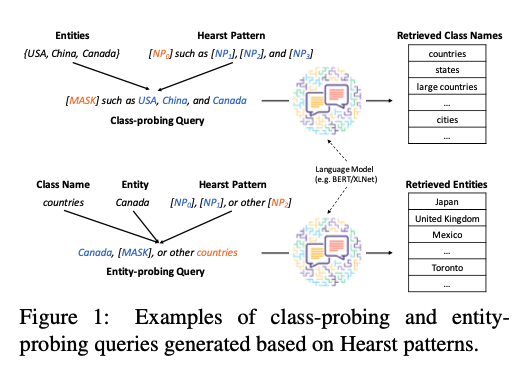 Entities
{USA, China, Canada}
Hearst Pattern
[NP₀] such as [NP₁], [NP₂], and [NP₃]
[MASK] such as USA, China, and Canada
Class-probing Query
Retrieved Class Names
countries
states
large countries
...
cities
...
Language Model
(e.g. BERT/XLNet)
Class Name
countries
Entity
Canada
Hearst Pattern
[NP₀], [NP₁], or other [NP₂]
Canada, [MASK], or other countries
Entity-probing Query
Retrieved Entities
Japan
United Kingdom
Mexico
...
Toronto
...
Figure 1: Examples of class-probing and entity-
probing queries generated based on Hearst patterns.